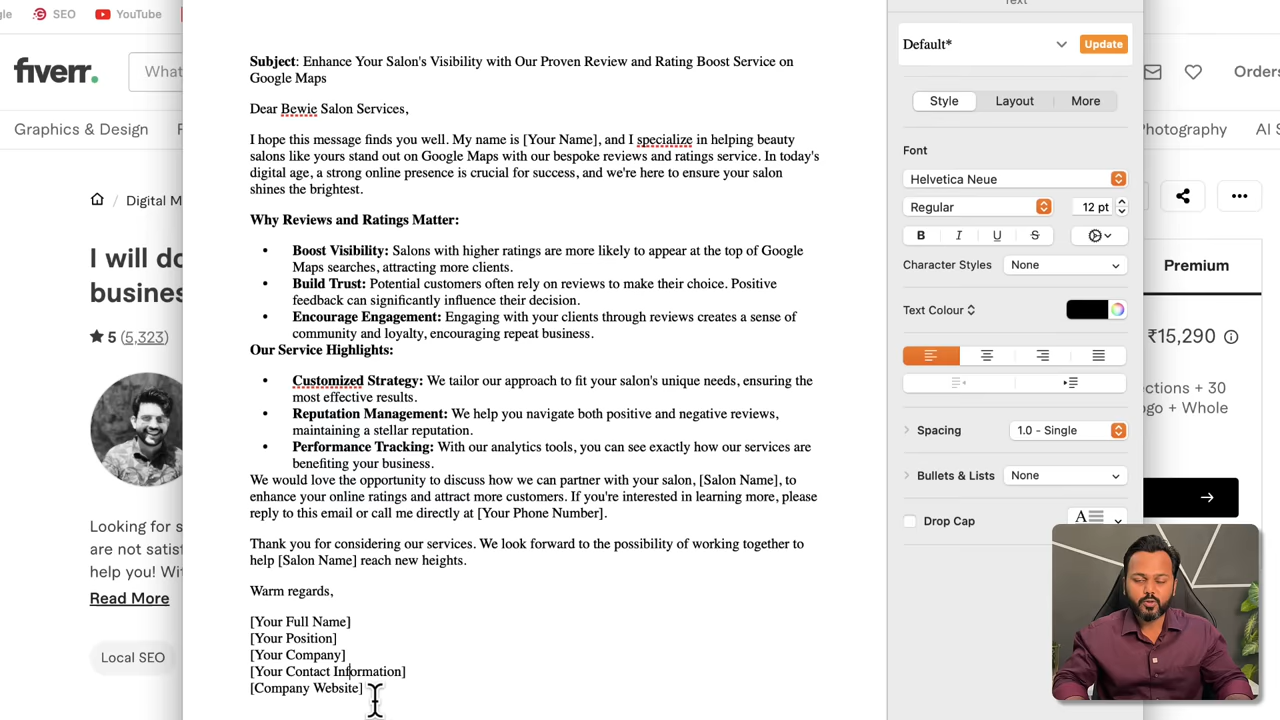 gle SEO YouTube
Text
Default* Update
fiverr. What
Orders
Subject: Enhance Your Salon's Visibility with Our Proven Review and Rating Boost Service on
Google Maps
Dear Bewie Salon Services,
Style Layout More
Graphics & Design
Photography AI S
I hope this message finds you well. My name is [Your Name], and I specialize in helping beauty
salons like yours stand out on Google Maps with our bespoke reviews and ratings service. In today's
digital age, a strong online presence is crucial for success, and we're here to ensure your salon
shines the brightest.
Font
Helvetica Neue
Regular 12 pt
B I U S
Character Styles None
Text Colour
Spacing 1.0 - Single
Bullets & Lists None
Drop Cap A
/ Digital M
I will do
busines
5 (5,323)
Why Reviews and Ratings Matter:
• Boost Visibility: Salons with higher ratings are more likely to appear at the top of Google
Maps searches, attracting more clients.
• Build Trust: Potential customers often rely on reviews to make their choice. Positive
feedback can significantly influence their decision.
• Encourage Engagement: Engaging with your clients through reviews creates a sense of
community and loyalty, encouraging repeat business.
Our Service Highlights:
• Customized Strategy: We tailor our approach to fit your salon's unique needs, ensuring the
most effective results.
• Reputation Management: We help you navigate both positive and negative reviews,
maintaining a stellar reputation.
• Performance Tracking: With our analytics tools, you can see exactly how our services are
benefiting your business.
We would love the opportunity to discuss how we can partner with your salon, [Salon Name], to
enhance your online ratings and attract more customers. If you're interested in learning more, please
reply to this email or call me directly at [Your Phone Number].
Thank you for considering our services. We look forward to the possibility of working together to
help [Salon Name] reach new heights.
Warm regards,
[Your Full Name]
[Your Position]
[Your Company]
[Your Contact Information]
[Company Website]
Premium
₹15,290
ections + 30
ogo + Whole
Looking for s
are not satisf
help you! Wit
Read More
Local SEO